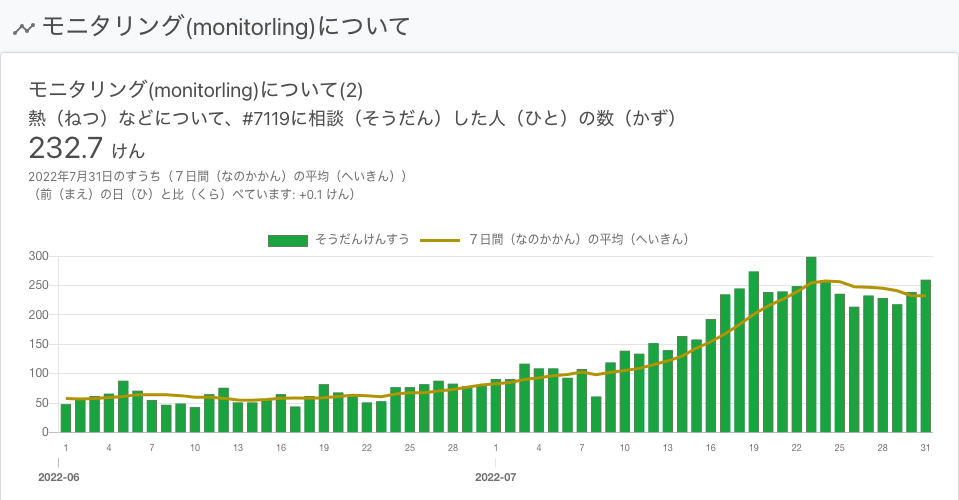 モニタリング(monitorling)について
モニタリング(monitorling)について(2)
熱（ねつ）などについて、#7119に相談（そうだん）した人（ひと）の数（かず）
232.7 けん
2022年7月31日のすうち（７日間（なのかかん）の平均（へいきん））
（前（まえ）の日（ひ）と比（くら）べています: +0.1 けん）
そうだんけんすう ７日間（なのかかん）の平均（へいきん）
300
250
200
150
100
50
0
1 4 7 10 13 16 19 22 25 28 1 4 7 10 13 16 19 22 25 28 31
2022-06 2022-07